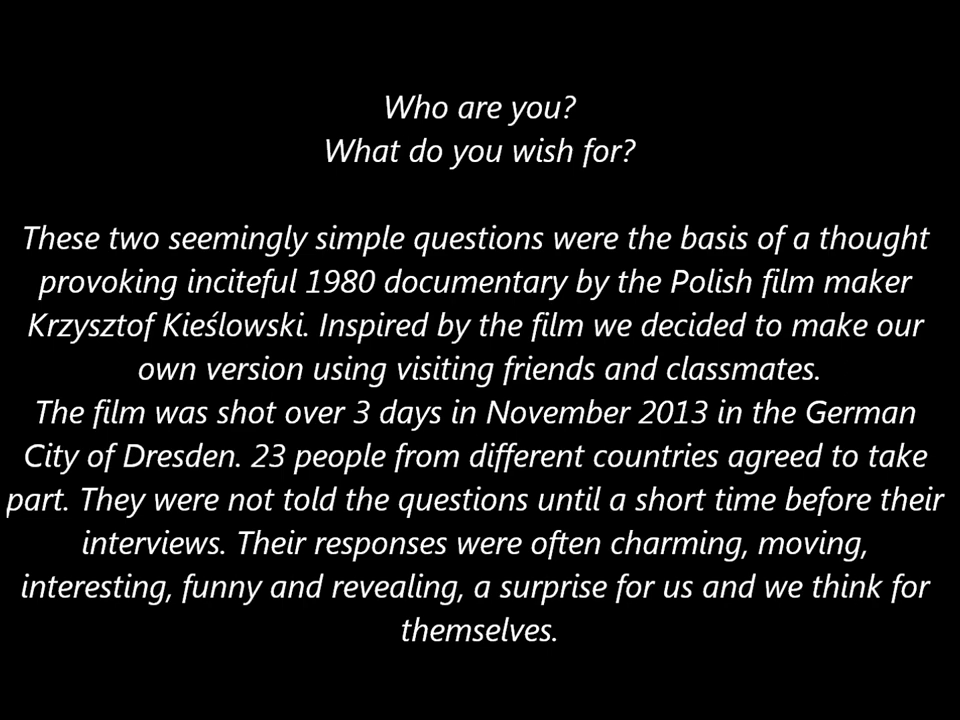 Who are you?
What do you wish for?
These two seemingly simple questions were the basis of a thought
provoking inciteful 1980 documentary by the Polish film maker
Krzysztof Kieślowski. Inspired by the film we decided to make our
own version using visiting friends and classmates.
The film was shot over 3 days in November 2013 in the German
City of Dresden. 23 people from different countries agreed to take
part. They were not told the questions until a short time before their
interviews. Their responses were often charming, moving,
interesting, funny and revealing, a surprise for us and we think for
themselves.